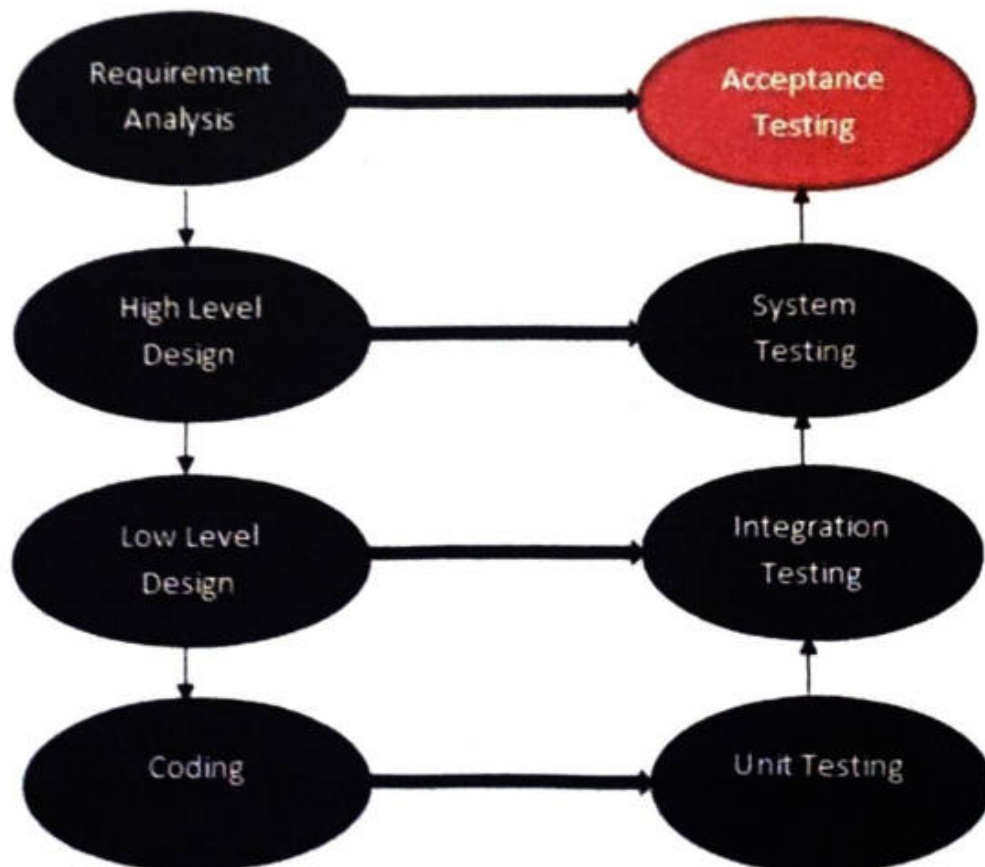 Requirement
Analysis
Acceptance
Testing
High Level
Design
System
Testing
Low Level
Design
Integration
Testing
Coding
Unit Testing